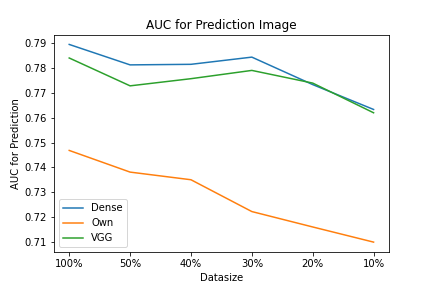 AUC for Prediction Image
AUC for Prediction
0.79
0.78
0.77
0.76
0.75
0.74
0.73
0.72
0.71
Dense
Own
VGG
100% 50% 40% 30% 20% 10%
Datasize